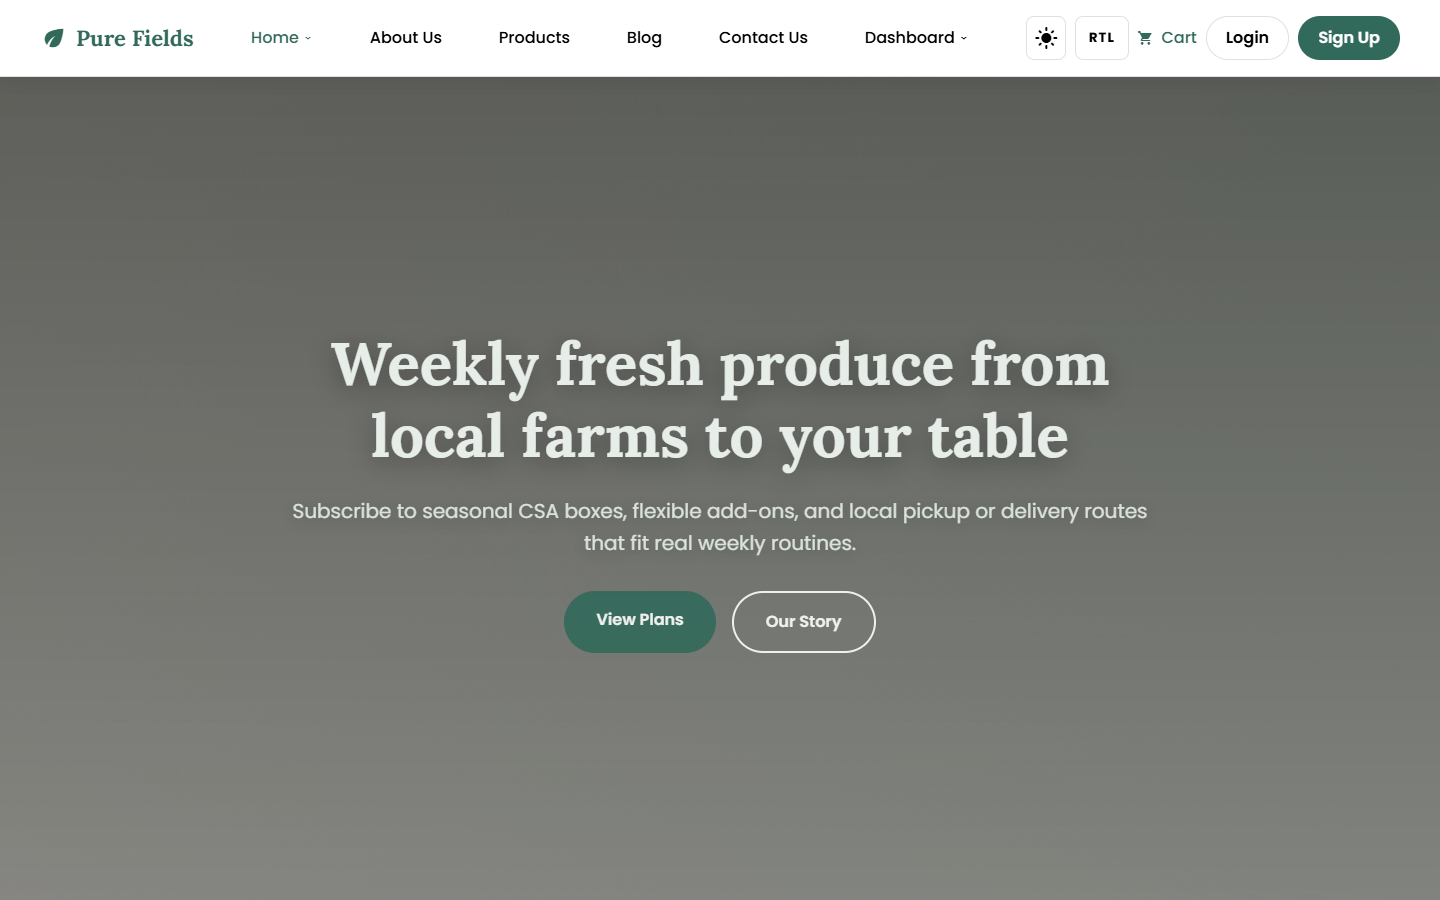 Pure Fields
Home
About Us
Products
Blog
Contact Us
Dashboard
RTL
Cart
Login
Sign Up
Weekly fresh produce from
local farms to your table
Subscribe to seasonal CSA boxes, flexible add-ons, and local pickup or delivery routes
that fit real weekly routines.
View Plans
Our Story